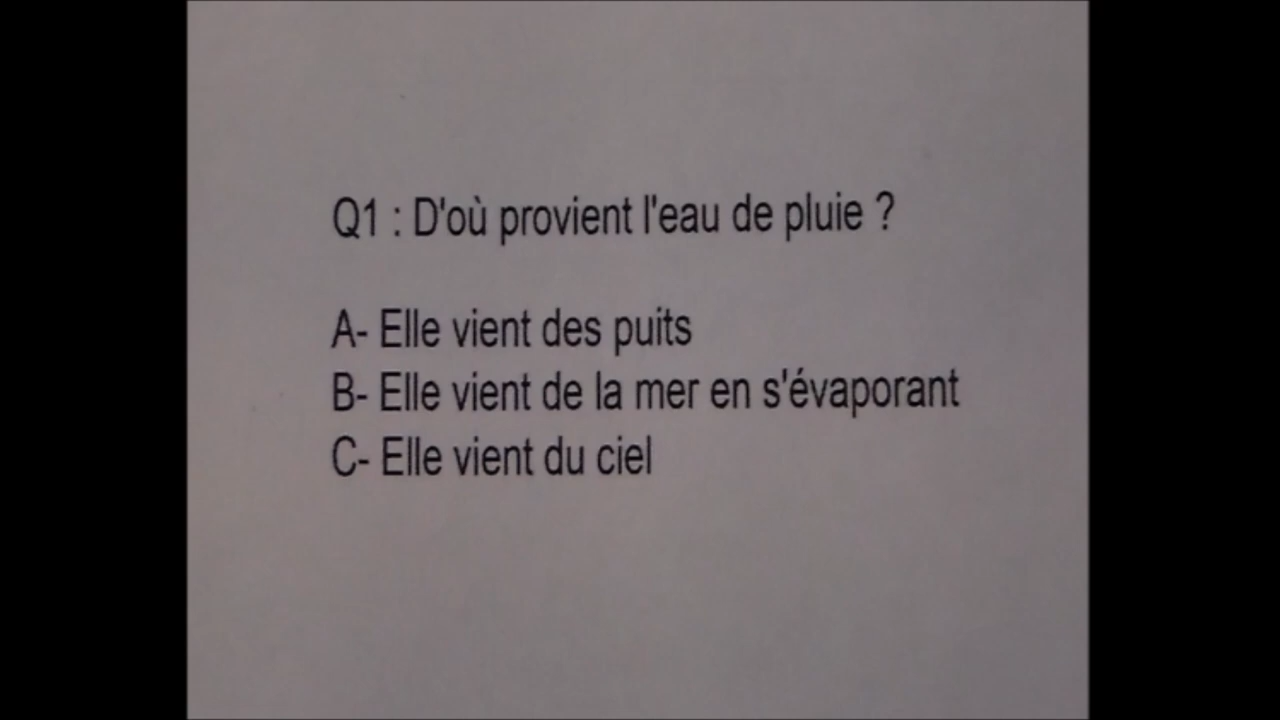 Q1 : D'où provient l'eau de pluie ?
A- Elle vient des puits
B- Elle vient de la mer en s'évaporant
C- Elle vient du ciel